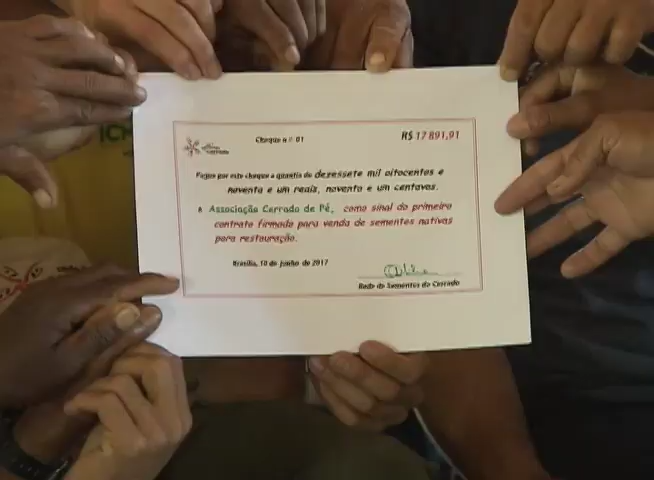 Cheque nº 01
R$ 17 891,91
Pagam por este cheque a quantia de dezessete mil oitocentos e
noventa e um reais, noventa e um centavos.
A Associação Cerrado de Pé, como sinal do primeiro
contrato firmado para venda de sementes nativas
para restauração.
Brasília, 10 de junho de 2017
Rede de Sementes do Cerrado